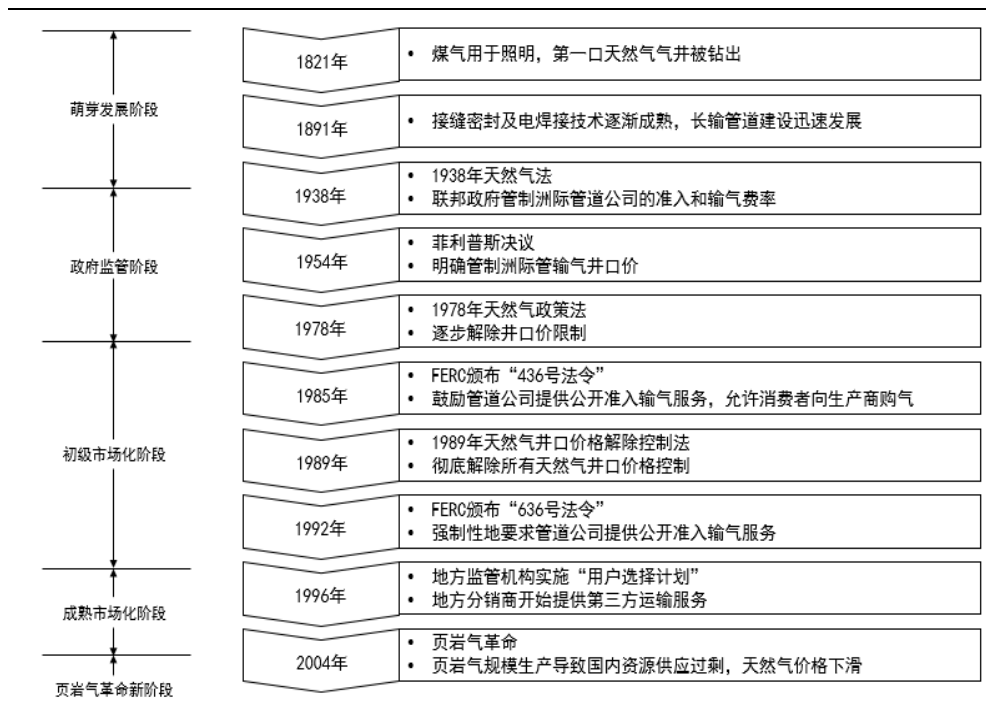 萌芽发展阶段
1821年
• 煤气用于照明，第一口天然气气井被钻出
1891年
• 接缝密封及电焊接技术逐渐成熟，长输管道建设迅速发展
政府监管阶段
1938年
• 1938年天然气法
• 联邦政府管制洲际管道公司的准入和输气费率
1954年
• 菲利普斯决议
• 明确管制洲际管输气井口价
1978年
• 1978年天然气政策法
• 逐步解除井口价限制
初级市场化阶段
1985年
• FERC颁布“436号法令”
• 鼓励管道公司提供公开准入输气服务，允许消费者向生产商购气
1989年
• 1989年天然气井口价格解除控制法
• 彻底解除所有天然气井口价格控制
1992年
• FERC颁布“636号法令”
• 强制性地要求管道公司提供公开准入输气服务
成熟市场化阶段
1996年
• 地方监管机构实施“用户选择计划”
• 地方分销商开始提供第三方运输服务
页岩气革命新阶段
2004年
• 页岩气革命
• 页岩气规模生产导致国内资源供应过剩，天然气价格下滑